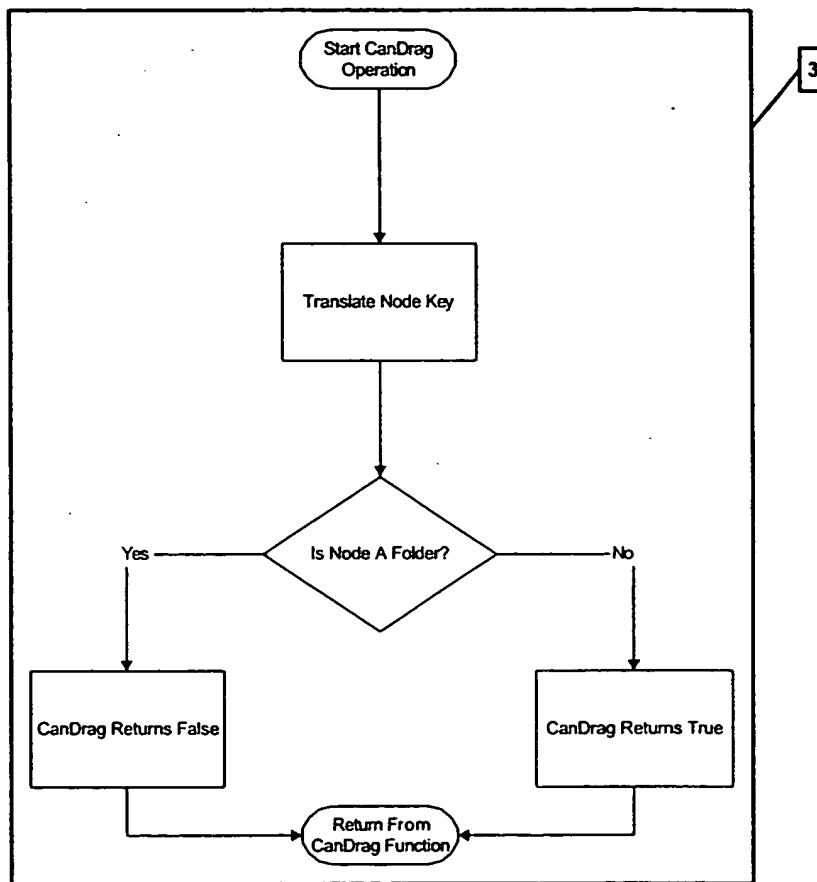 Start CanDrag
Operation
3
Translate Node Key
Is Node A Folder?
Yes
No
CanDrag Returns False
CanDrag Returns True
Return From
CanDrag Function